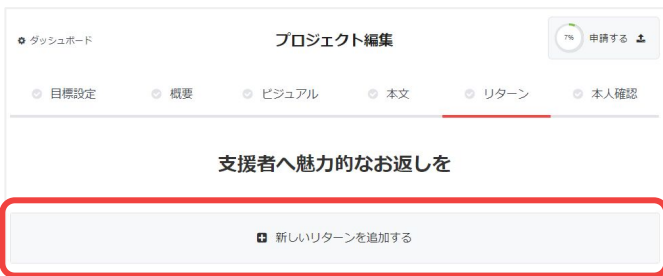 ダッシュボード
プロジェクト編集
7%
申請する
目標設定
概要
ビジュアル
本文
リターン
本人確認
支援者へ魅力的なお返しを
新しいリターンを追加する